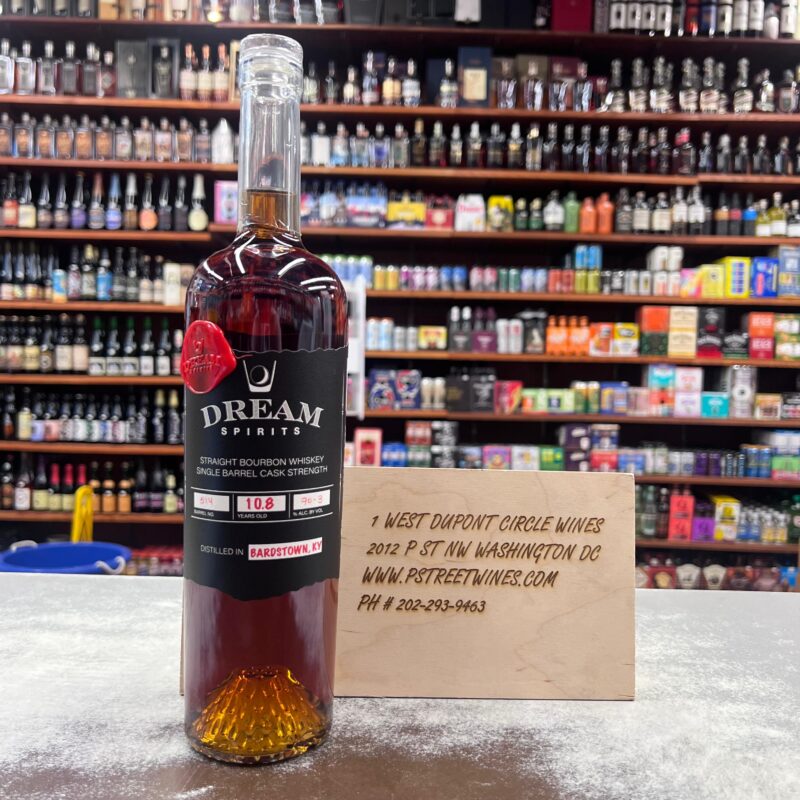 DREAM
SPIRITS
STRAIGHT BOURBON WHISKEY
SINGLE BARREL CASK STRENGTH
514 10.8
BARREL NO. YEARS OLD % ALC. BY VOL
DISTILLED IN BARDSTOWN, KY
1 WEST DUPONT CIRCLE WINES
2012 P ST NW WASHINGTON DC
WWW.PSTREETWINES.COM
PH # 202-293-9463